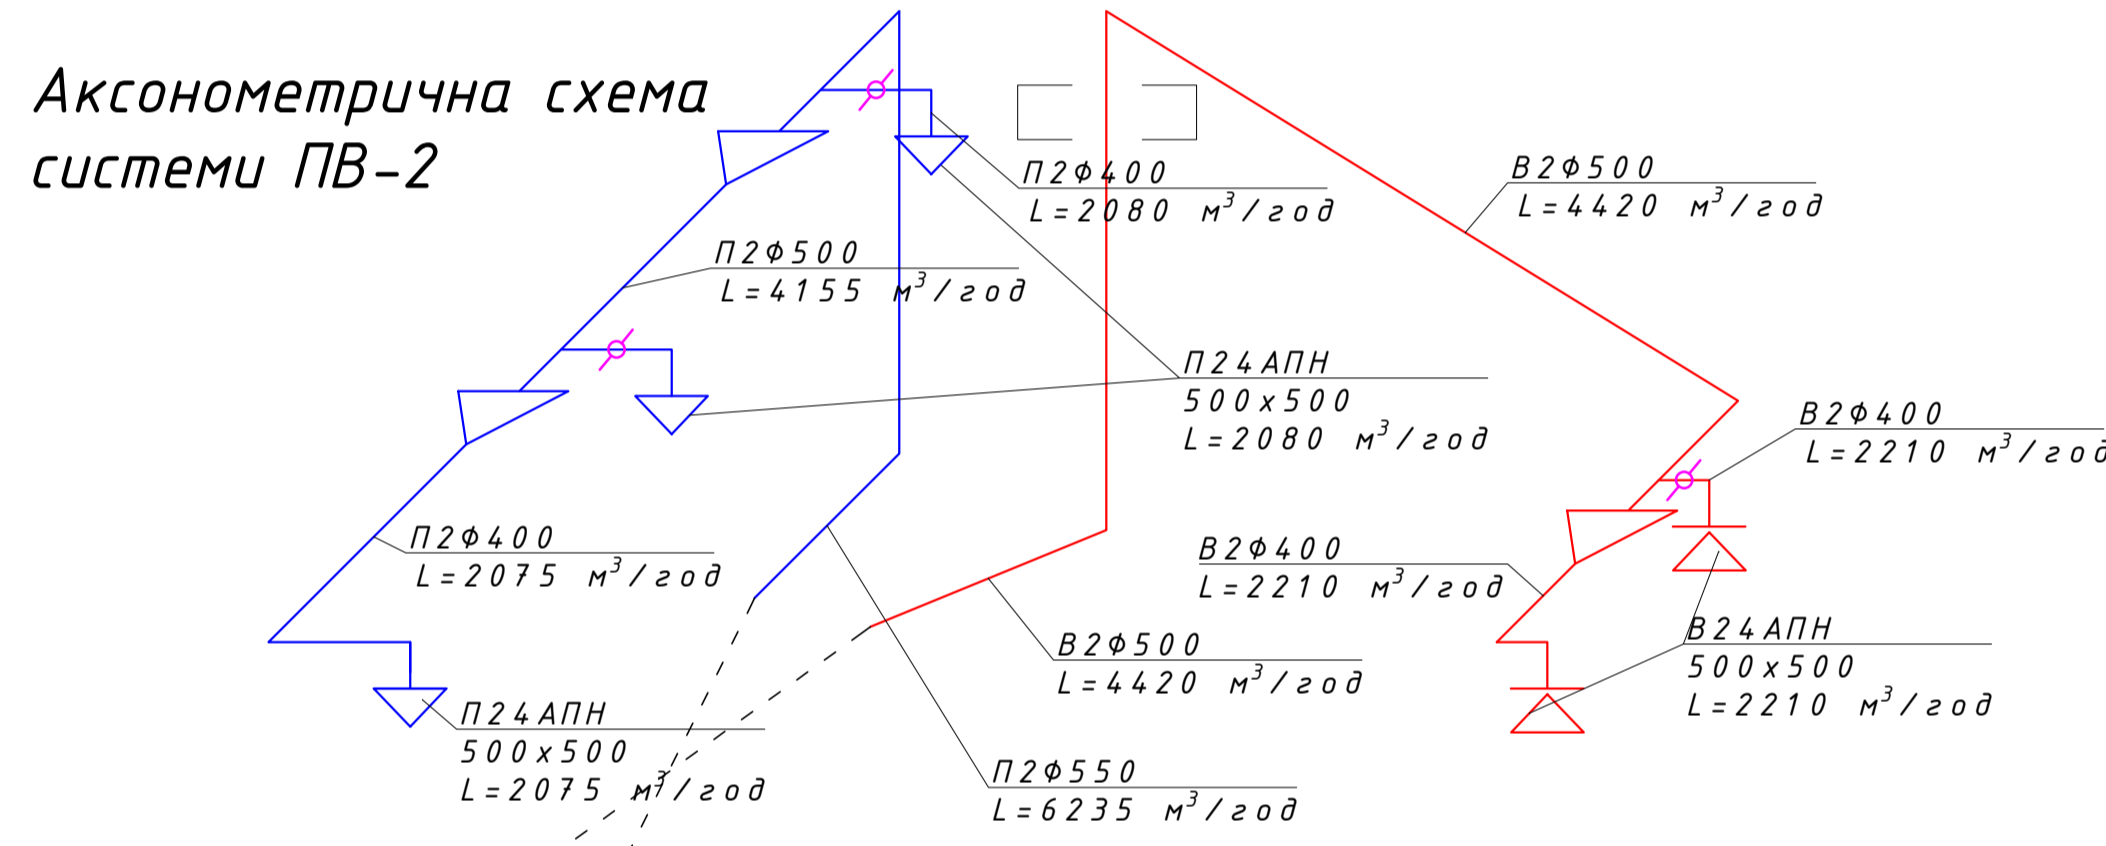 Аксонометрична схема
системи ПВ-2
П2ф400
L=2080 м³/год
В2ф500
L=4420 м³/год
П2ф500
L=4155 м³/год
П24АПН
500х500
L=2080 м³/год
В2ф400
L=2210 м³/год
П2ф400
L=2075 м³/год
В2ф400
L=2210 м³/год
В2ф500
L=4420 м³/год
В24АПН
500х500
L=2210 м³/год
П24АПН
500х500
L=2075 м³/год
П2ф550
L=6235 м³/год